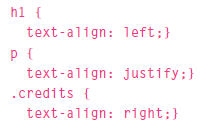 h1 {
  text-align: left;}
p {
  text-align: justify;}
.credits {
  text-align: right;}